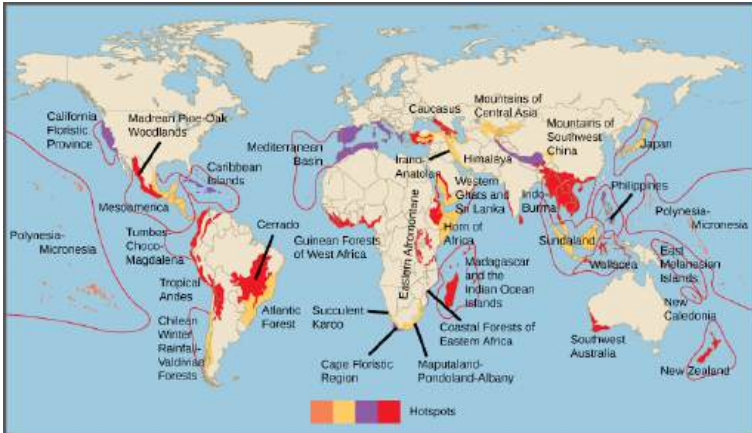 California
Floristic
Province
Madrean Pine-Oak
Woodlands
Caribbean
Islands
Mesoamerica
Polynesia-
Micronesia
Tumbes-
Choco-
Magdalena
Cerrado
Tropical
Andes
Atlantic
Forest
Chilean
Winter
Rainfall-
Valdivian
Forests
Mediterranean
Basin
Caucasus
Mountains of
Central Asia
Mountains of
Southwest
China
Japan
Irano-
Anatolian
Himalaya
Western
Ghats and
Sri Lanka
Indo-
Burma
Philippines
Polynesia-
Micronesia
Guinean Forests
of West Africa
Eastern Afromontane
Horn of
Africa
Sundaland
Wallacea
East
Melanesian
Islands
Madagascar
and the
Indian Ocean
Islands
New
Caledonia
Succulent
Karoo
Coastal Forests of
Eastern Africa
Cape Floristic
Region
Maputaland-
Pondoland-Albany
Southwest
Australia
New Zealand
Hotspots